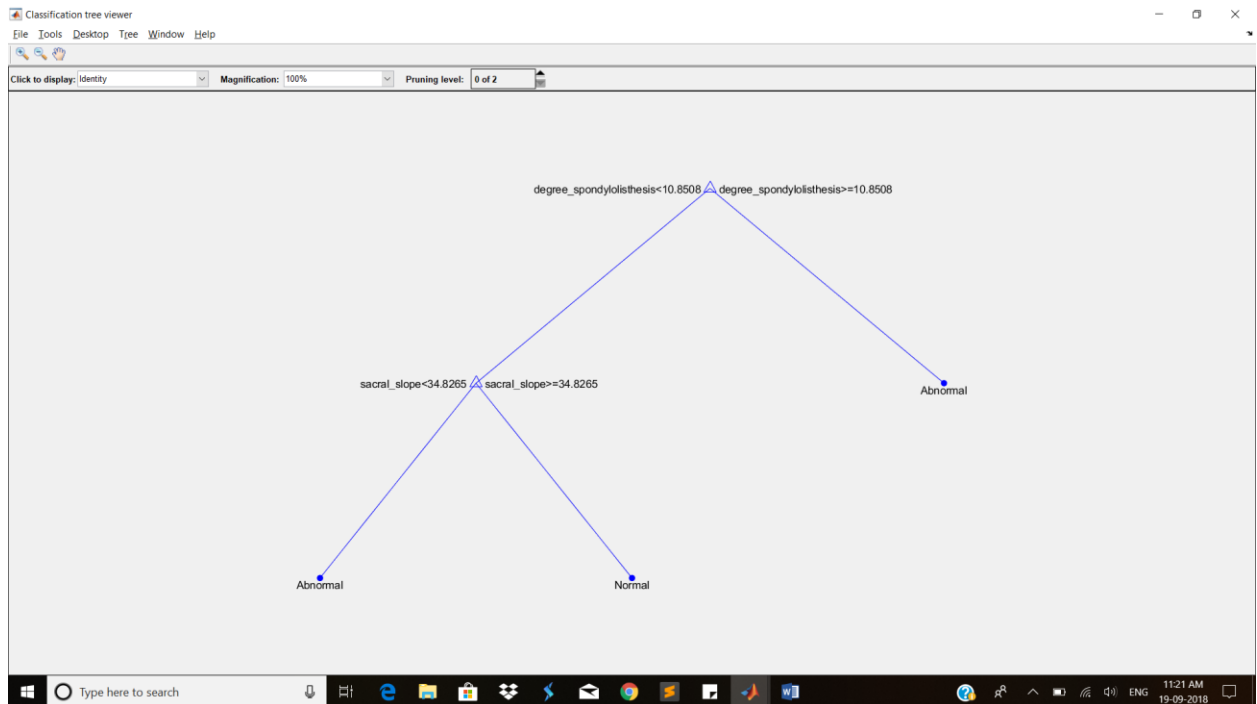 Classification tree viewer
File Tools Desktop Tree Window Help
Click to display: Identity Magnification: 100% Pruning level: 0 of 2
degree_spondylolisthesis<10.8508 degree_spondylolisthesis>=10.8508
sacral_slope<34.8265 sacral_slope>=34.8265
Abnormal
Abnormal Normal
Type here to search ENG 11:21 AM
19-09-2018